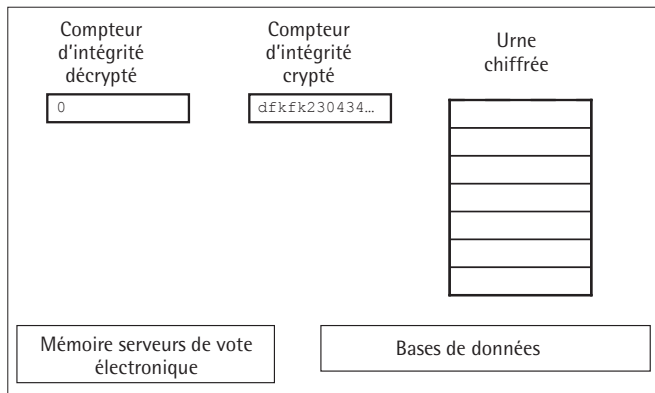 Compteur
d'intégrité
décrypté
0
Compteur
d'intégrité
crypté
dfkfk230434…
Urne
chiffrée
Mémoire serveurs de vote
électronique
Bases de données